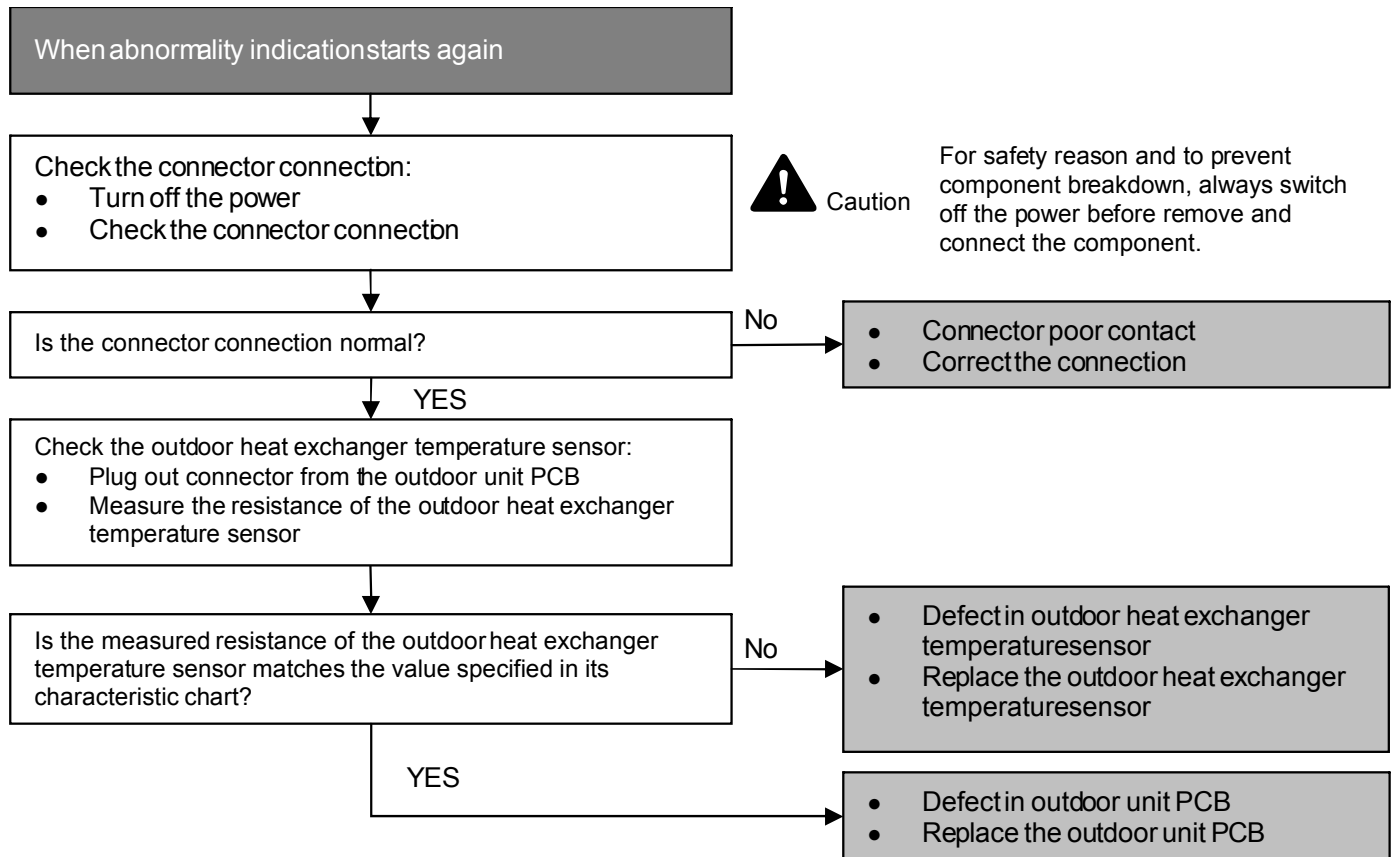 When abnormality indication starts again
Check the connector connection:
● Turn off the power
● Check the connector connection
Caution
For safety reason and to prevent
component breakdown, always switch
off the power before remove and
connect the component.
Is the connector connection normal?
No
● Connector poor contact
● Correct the connection
YES
Check the outdoor heat exchanger temperature sensor:
● Plug out connector from the outdoor unit PCB
● Measure the resistance of the outdoor heat exchanger
temperature sensor
Is the measured resistance of the outdoor heat exchanger
temperature sensor matches the value specified in its
characteristic chart?
No
● Defect in outdoor heat exchanger
temperature sensor
● Replace the outdoor heat exchanger
temperature sensor
YES
● Defect in outdoor unit PCB
● Replace the outdoor unit PCB